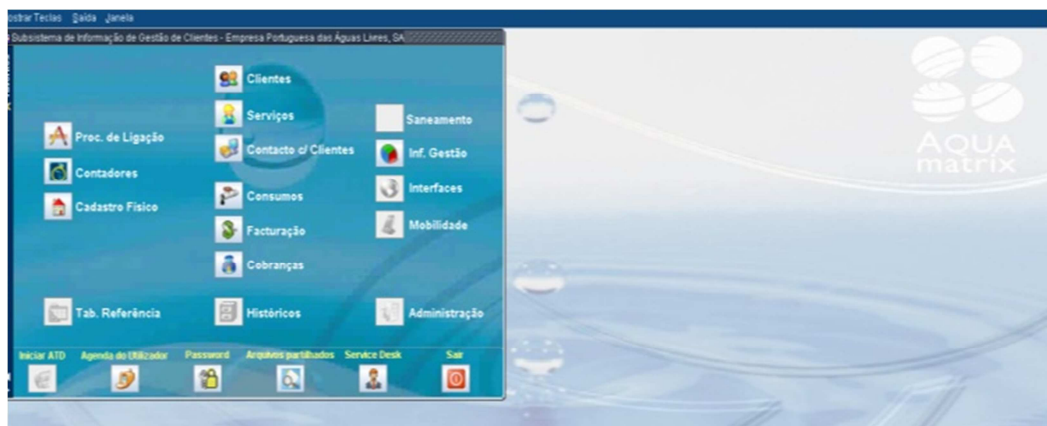 ostrar Teclas Saída Janela
Subsistema de Informação de Gestão de Clientes - Empresa Portuguesa das Águas Livres, SA
Clientes
Serviços
Saneamento
Proc. de Ligação
Contacto c/ Clientes
Inf. Gestão
Contadores
Consumos
Interfaces
Cadastro Físico
Facturação
Mobilidade
Cobranças
Tab. Referência
Históricos
Administração
Iniciar ATD Agenda do Utilizador Password Arquivos partilhados Service Desk Sair
AQUA
matrix